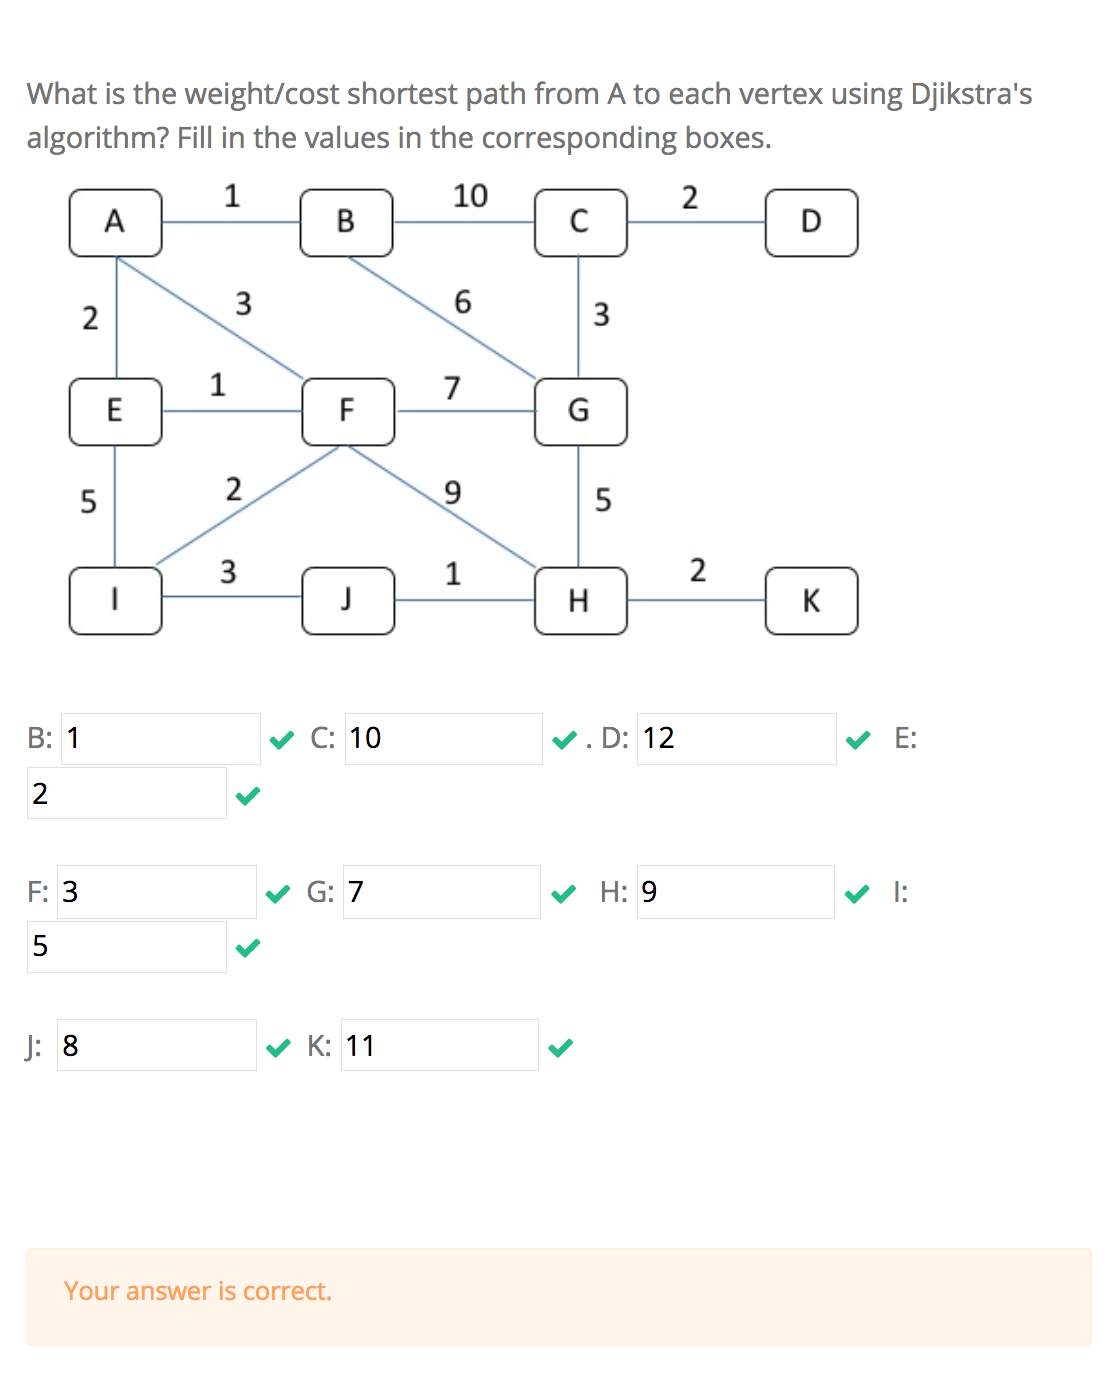 What is the weight/cost shortest path from A to each vertex using Djikstra's
algorithm? Fill in the values in the corresponding boxes.
1 10 2
A B C D
2 3 6 3
1 7
E F G
5 2 9 5
3 1 2
I J H K
B: 1 C: 10 . D: 12 E:
2
F: 3 G: 7 H: 9 I:
5
J: 8 K: 11
Your answer is correct.